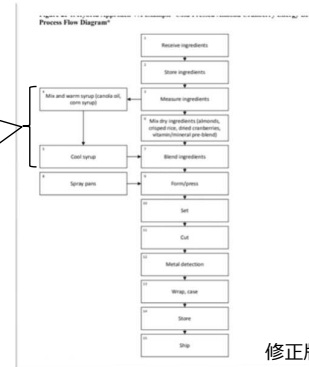 Process Flow Diagram*
1
Receive ingredients
2
Store ingredients
3
Measure ingredients
4
Mix and warm syrup (canola oil,
corn syrup)
6
Mix dry ingredients (almonds,
crisped rice, dried cranberries,
vitamin/mineral pre-blend)
5
Cool syrup
7
Blend ingredients
8
Spray pans
9
Form/press
10
Set
11
Cut
12
Metal detection
13
Wrap, case
14
Store
15
Ship
修正版